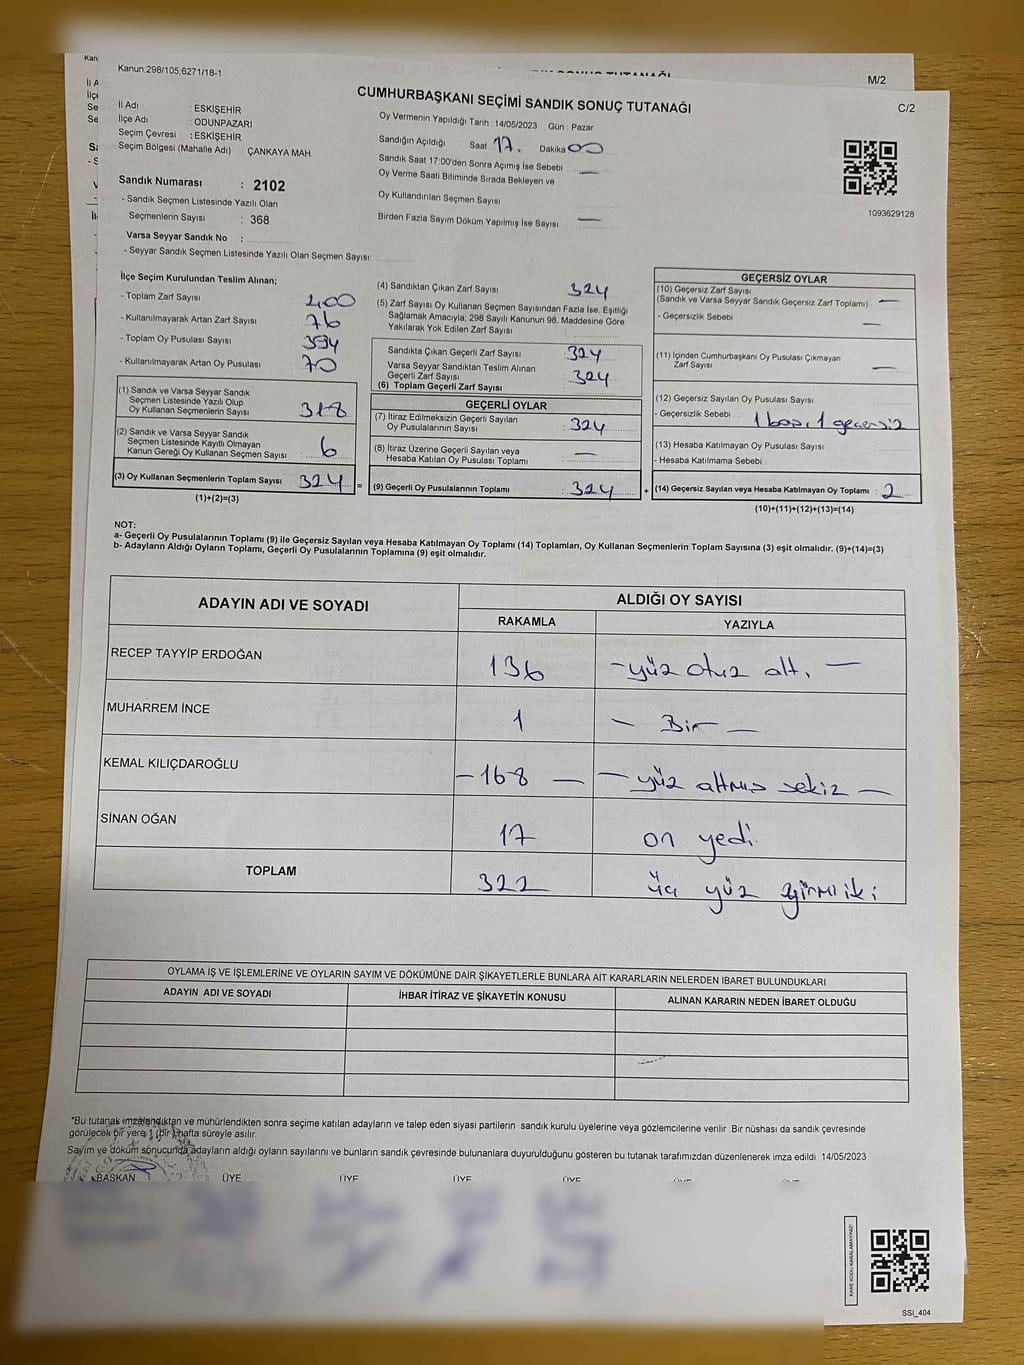 Kanun:298/105;6271/18-1
M/2
CUMHURBAŞKANI SEÇİMİ SANDIK SONUÇ TUTANAĞI
C/2
İl Adı : ESKİŞEHİR
İlçe Adı : ODUNPAZARI
Seçim Çevresi : ESKİŞEHİR
Seçim Bölgesi (Mahalle Adı) : ÇANKAYA MAH.
Sandık Numarası : 2102
- Sandık Seçmen Listesinde Yazılı Olan
Seçmenlerin Sayısı : 368
Varsa Seyyar Sandık No :
- Seyyar Sandık Seçmen Listesinde Yazılı Olan Seçmen Sayısı:
Oy Vermenin Yapıldığı Tarih :14/05/2023 Gün : Pazar
Sandığın Açıldığı Saat 17. Dakika 00
Sandık Saat 17:00'den Sonra Açımış İse Sebebi : —
Oy Verme Saati Bitiminde Sırada Bekleyen ve
Oy Kullandırılan Seçmen Sayısı
Birden Fazla Sayım Döküm Yapılmış İse Sayısı —
1093629128
İlçe Seçim Kurulundan Teslim Alınan;
- Toplam Zarf Sayısı 400
- Kullanılmayarak Artan Zarf Sayısı : 76
- Toplam Oy Pusulası Sayısı 394
- Kullanılmayarak Artan Oy Pusulası : 70
(1) Sandık ve Varsa Seyyar Sandık
Seçmen Listesinde Yazılı Olup
Oy Kullanan Seçmenlerin Sayısı : 318
(2) Sandık ve Varsa Seyyar Sandık
Seçmen Listesinde Kayıtlı Olmayan
Kanun Gereği Oy Kullanan Seçmen Sayısı : 6
(3) Oy Kullanan Seçmenlerin Toplam Sayısı : 324 =
(1)+(2)=(3)
(4) Sandıktan Çıkan Zarf Sayısı 324
(5) Zarf Sayısı Oy Kullanan Seçmen Sayısından Fazla İse, Eşitliği
Sağlamak Amacıyla; 298 Sayılı Kanunun 98. Maddesine Göre
Yakılarak Yok Edilen Zarf Sayısı
Sandıkta Çıkan Geçerli Zarf Sayısı : 324
Varsa Seyyar Sandıktan Teslim Alınan
Geçerli Zarf Sayısı : 324
(6) Toplam Geçerli Zarf Sayısı
GEÇERLİ OYLAR
(7) İtiraz Edilmeksizin Geçerli Sayılan
Oy Pusulalarının Sayısı : 324
(8) İtiraz Üzerine Geçerli Sayılan veya
Hesaba Katılan Oy Pusulası Toplamı : —
(9) Geçerli Oy Pusulalarının Toplamı : 324 +
GEÇERSİZ OYLAR
(10) Geçersiz Zarf Sayısı
(Sandık ve Varsa Seyyar Sandık Geçersiz Zarf Toplamı) : —
- Geçersizlik Sebebi : —
(11) İçinden Cumhurbaşkanı Oy Pusulası Çıkmayan
Zarf Sayısı : —
(12) Geçersiz Sayılan Oy Pusulası Sayısı
- Geçersizlik Sebebi : 1 boş, 1 geçersiz
(13) Hesaba Katılmayan Oy Pusulası Sayısı
- Hesaba Katılmama Sebebi :
(14) Geçersiz Sayılan veya Hesaba Katılmayan Oy Toplamı : 2
(10)+(11)+(12)+(13)=(14)
NOT:
a- Geçerli Oy Pusulalarının Toplamı (9) ile Geçersiz Sayılan veya Hesaba Katılmayan Oy Toplamı (14) Toplamları, Oy Kullanan Seçmenlerin Toplam Sayısına (3) eşit olmalıdır. (9)+(14)=(3)
b- Adayların Aldığı Oyların Toplamı, Geçerli Oy Pusulalarının Toplamına (9) eşit olmalıdır.
ADAYIN ADI VE SOYADI ALDIĞI OY SAYISI
RAKAMLA YAZIYLA
RECEP TAYYİP ERDOĞAN 136 – yüz otuz altı —
MUHARREM İNCE 1 – Bir —
KEMAL KILIÇDAROĞLU – 168 — – yüz altmış sekiz —
SİNAN OĞAN 17 on yedi
TOPLAM 322 üç yüz yirmi iki
OYLAMA İŞ VE İŞLEMLERİNE VE OYLARIN SAYIM VE DÖKÜMÜNE DAİR ŞİKAYETLERLE BUNLARA AİT KARARLARIN NELERDEN İBARET BULUNDUKLARI
ADAYIN ADI VE SOYADI İHBAR İTİRAZ VE ŞİKAYETİN KONUSU ALINAN KARARIN NEDEN İBARET OLDUĞU
*Bu tutanak imzalandıktan ve mühürlendikten sonra seçime katılan adayların ve talep eden siyasi partilerin sandık kurulu üyelerine veya gözlemcilerine verilir. Bir nüshası da sandık çevresinde
görülecek bir yere 1 (bir) hafta süreyle asılır.
Sayım ve döküm sonucunda adayların aldığı oyların sayılarını ve bunların sandık çevresinde bulunanlara duyurulduğunu gösteren bu tutanak tarafımızdan düzenlenerek imza edildi. 14/05/2023
BAŞKAN ÜYE ÜYE ÜYE ÜYE ÜYE ÜYE
KARE KODU KARALAMAYINIZ!
SSİ_404